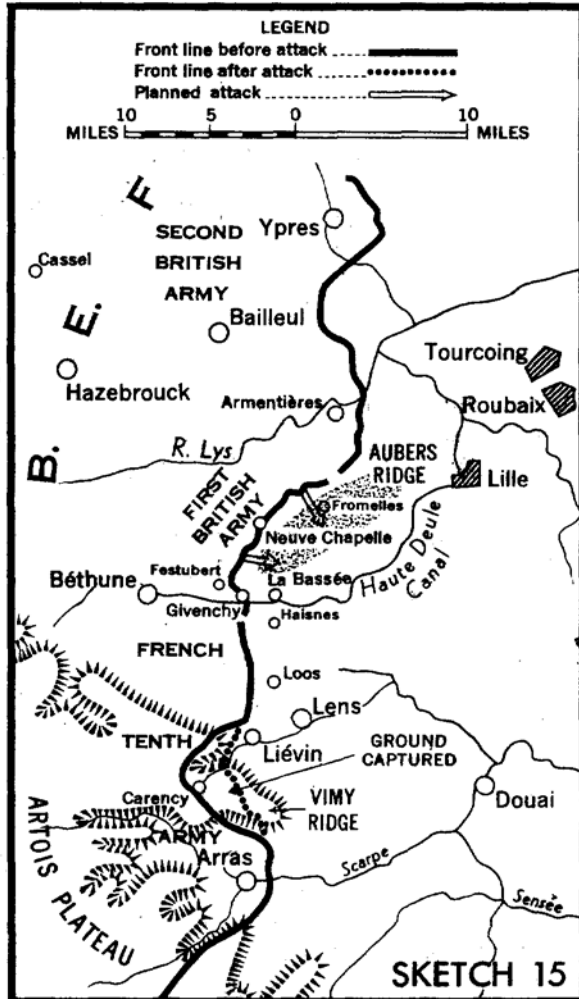 LEGEND
Front line before attack
Front line after attack
Planned attack
10 5 0 10
MILES MILES
F
SECOND
BRITISH
ARMY
Ypres
Cassel
E.
Bailleul
Hazebrouck
Tourcoing
Roubaix
Armentières
R. Lys
B.
AUBERS
RIDGE
Lille
FIRST
BRITISH
ARMY
Fromelles
Neuve Chapelle
Festubert
La Bassée
Haute Deule
Canal
Béthune
Givenchy
Haisnes
FRENCH
Loos
Lens
TENTH
Liévin
GROUND
CAPTURED
Carency
VIMY
RIDGE
Douai
ARMY
Arras
ARTOIS PLATEAU
Scarpe
Sensée
SKETCH 15